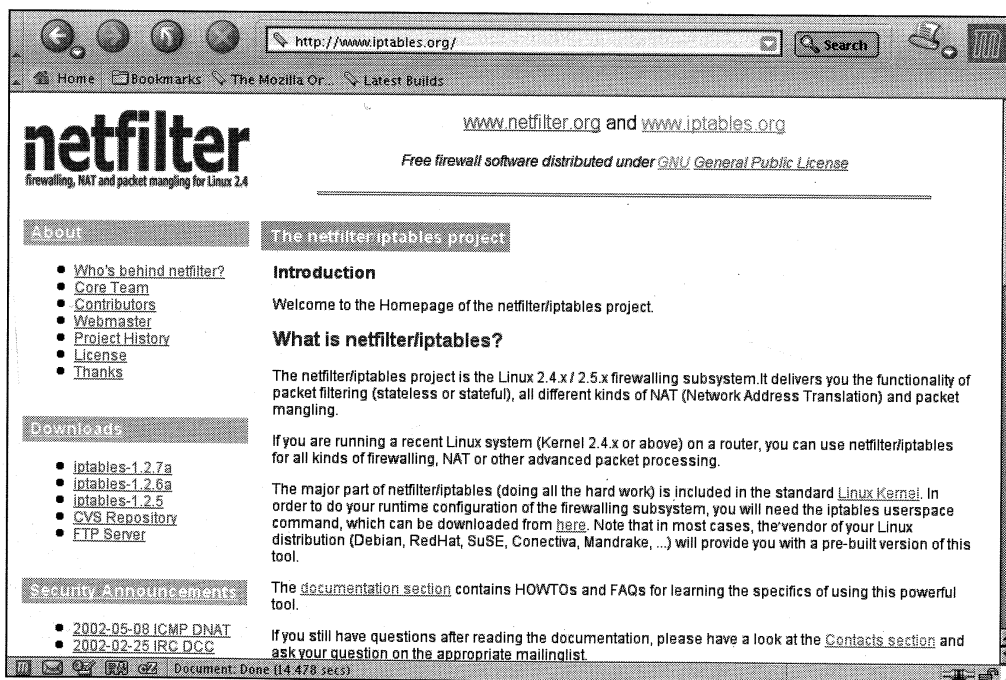 http://www.iptables.org/
Search
Home Bookmarks The Mozilla Or... Latest Builds
netfilter
firewalling, NAT and packet mangling for Linux 2.4
www.netfilter.org and www.iptables.org
Free firewall software distributed under GNU General Public License
About
Who's behind netfilter?
Core Team
Contributors
Webmaster
Project History
License
Thanks
Downloads
iptables-1.2.7a
iptables-1.2.6a
iptables-1.2.5
CVS Repository
FTP Server
Security Announcements
2002-05-08 ICMP DNAT
2002-02-25 IRC DCC
The netfilter/iptables project
Introduction
Welcome to the Homepage of the netfilter/iptables project.
What is netfilter/iptables?
The netfilter/iptables project is the Linux 2.4.x / 2.5.x firewalling subsystem.It delivers you the functionality of
packet filtering (stateless or stateful), all different kinds of NAT (Network Address Translation) and packet
mangling.
If you are running a recent Linux system (Kernel 2.4.x or above) on a router, you can use netfilter/iptables
for all kinds of firewalling, NAT or other advanced packet processing.
The major part of netfilter/iptables (doing all the hard work) is included in the standard Linux Kernel. In
order to do your runtime configuration of the firewalling subsystem, you will need the iptables userspace
command, which can be downloaded from here. Note that in most cases, the vendor of your Linux
distribution (Debian, RedHat, SuSE, Conectiva, Mandrake, ...) will provide you with a pre-built version of this
tool.
The documentation section contains HOWTOs and FAQs for learning the specifics of using this powerful
tool.
If you still have questions after reading the documentation, please have a look at the Contacts section and
ask your question on the appropriate mailinglist.
Document: Done (14.478 secs)